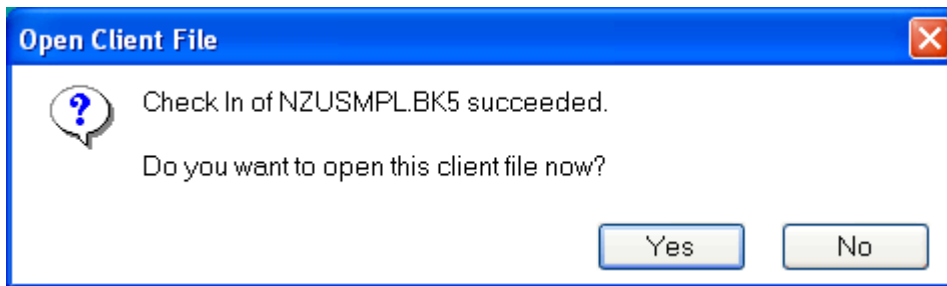 Open Client File
Check In of NZUSMPL.BK5 succeeded.
Do you want to open this client file now?
Yes No